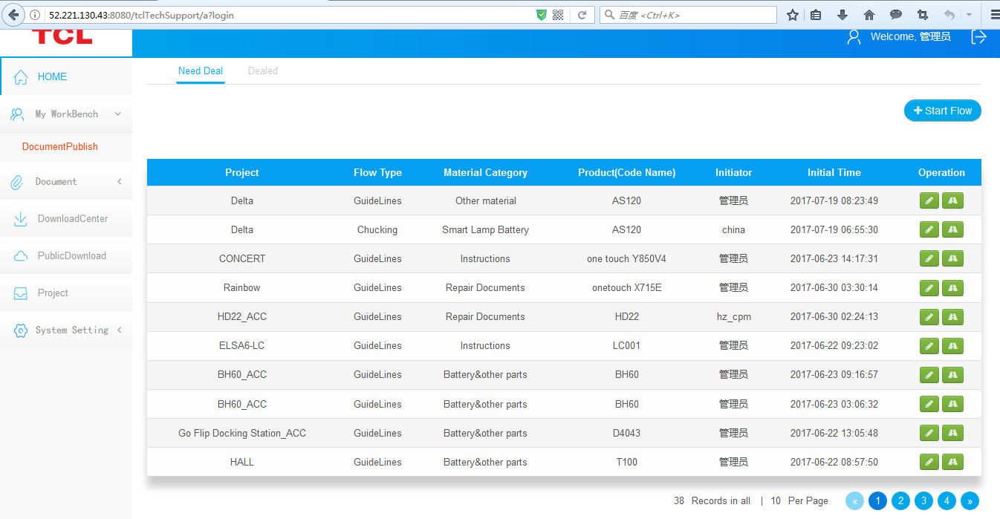 52.221.130.43:8080/tclTechSupport/a?login
百度 <Ctrl+K>
TCL
Welcome, 管理员
HOME
My WorkBench
DocumentPublish
Document
DownloadCenter
PublicDownload
Project
System Setting
Need Deal Dealed
+ Start Flow
Project Flow Type Material Category Product(Code Name) Initiator Initial Time Operation
Delta GuideLines Other material AS120 管理员 2017-07-19 08:23:49
Delta Chucking Smart Lamp Battery AS120 china 2017-07-19 06:55:30
CONCERT GuideLines Instructions one touch Y850V4 管理员 2017-06-23 14:17:31
Rainbow GuideLines Repair Documents onetouch X715E 管理员 2017-06-30 03:30:14
HD22_ACC GuideLines Repair Documents HD22 hz_cpm 2017-06-30 02:24:13
ELSA6-LC GuideLines Instructions LC001 管理员 2017-06-22 09:23:02
BH60_ACC GuideLines Battery&other parts BH60 管理员 2017-06-23 09:16:57
BH60_ACC GuideLines Battery&other parts BH60 管理员 2017-06-23 03:06:32
Go Flip Docking Station_ACC GuideLines Battery&other parts D4043 管理员 2017-06-22 13:05:48
HALL GuideLines Battery&other parts T100 管理员 2017-06-22 08:57:50
38 Records in all | 10 Per Page « 1 2 3 4 »